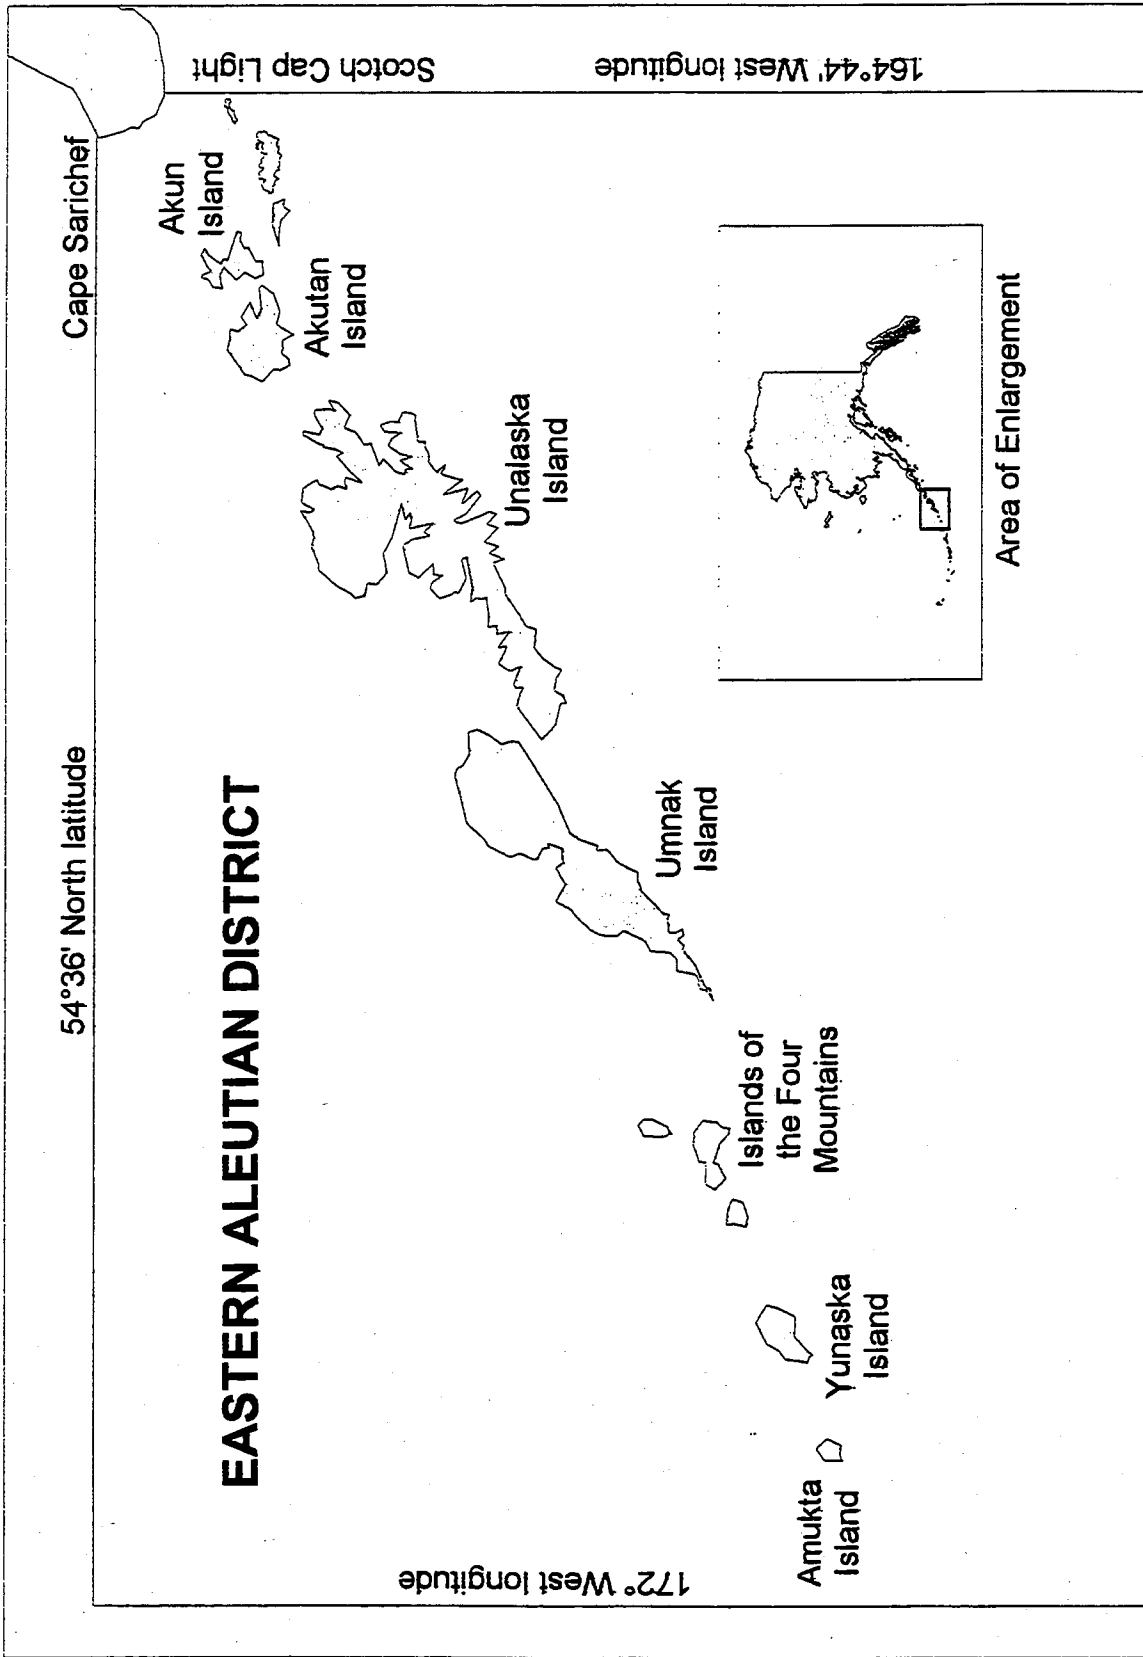 EASTERN ALEUTIAN DISTRICT
54°36' North latitude
Cape Sarichef
Scotch Cap Light
164°44' West longitude
172° West longitude
Akun
Island
Akutan
Island
Unalaska
Island
Umnak
Island
Islands of
the Four
Mountains
Yunaska
Island
Amukta
Island
Area of Enlargement